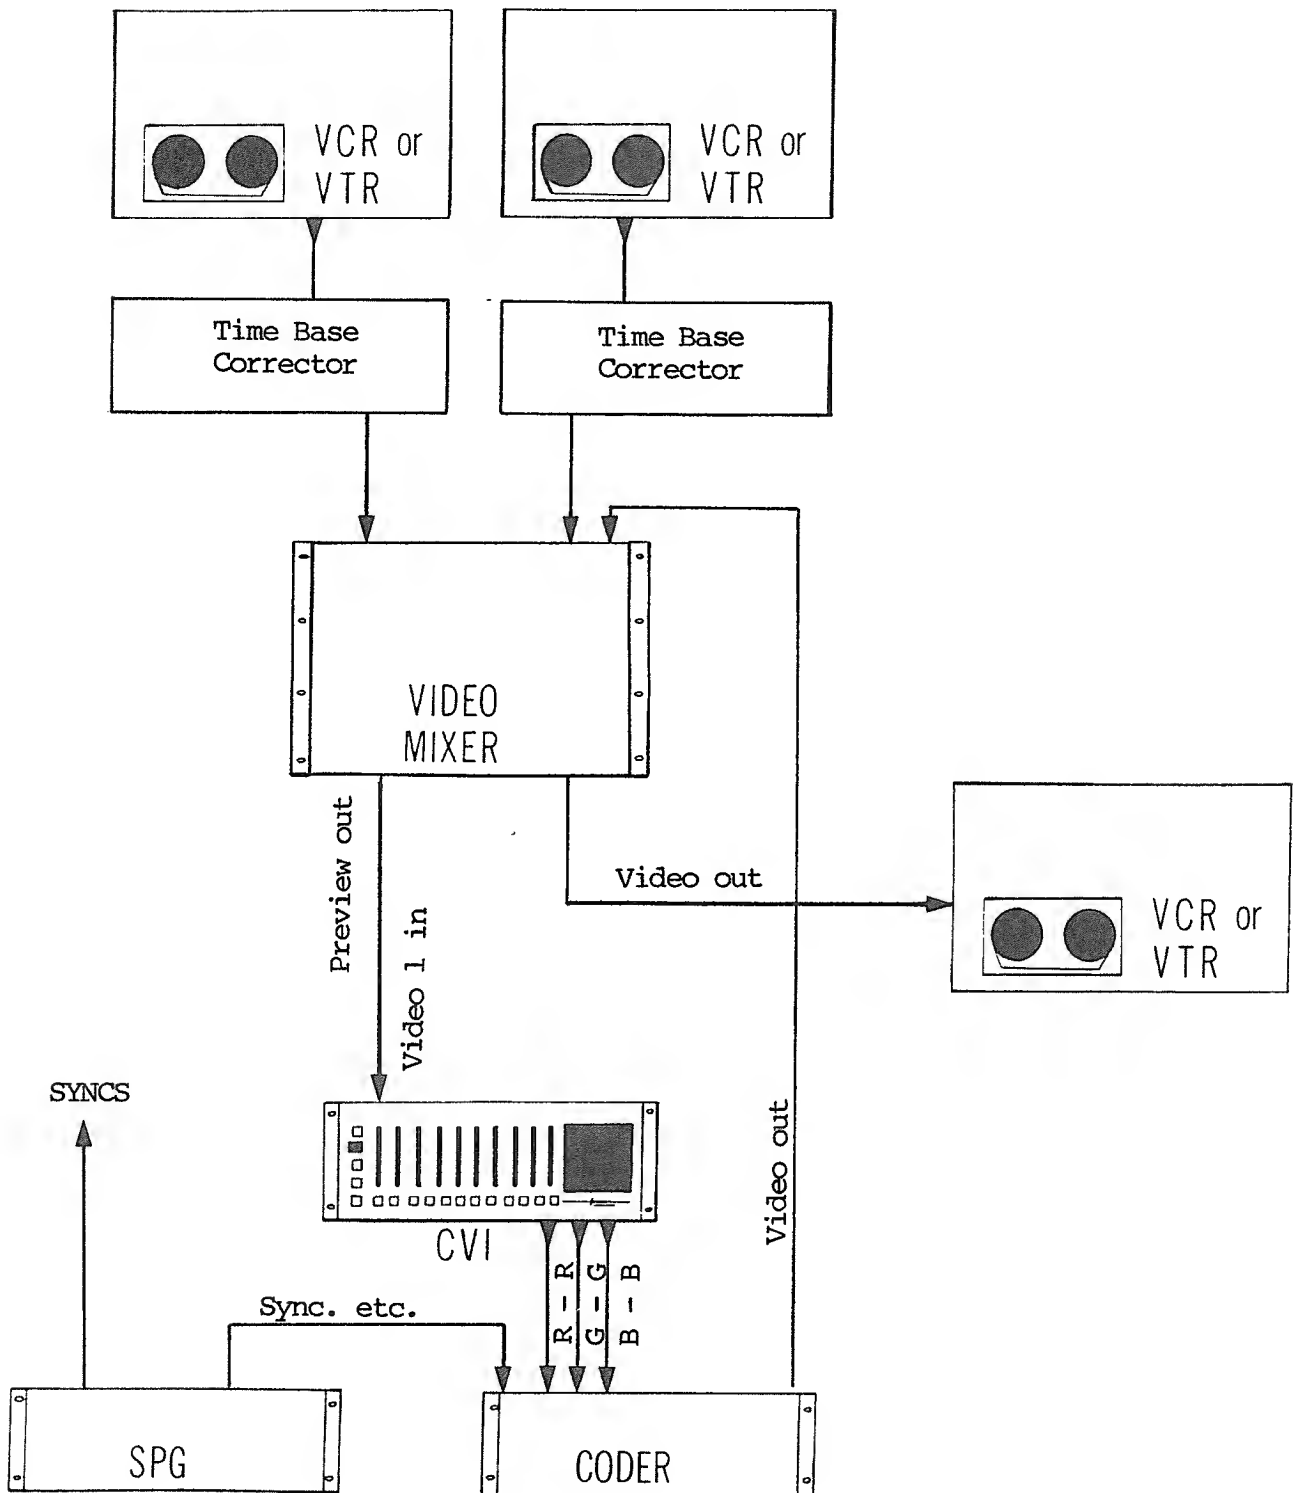 VCR or
VTR
VCR or
VTR
Time Base
Corrector
Time Base
Corrector
VIDEO
MIXER
Preview out
Video 1 in
Video out
VCR or
VTR
SYNCS
Video out
CVI
R - R
G - G
B - B
Sync. etc.
SPG
CODER